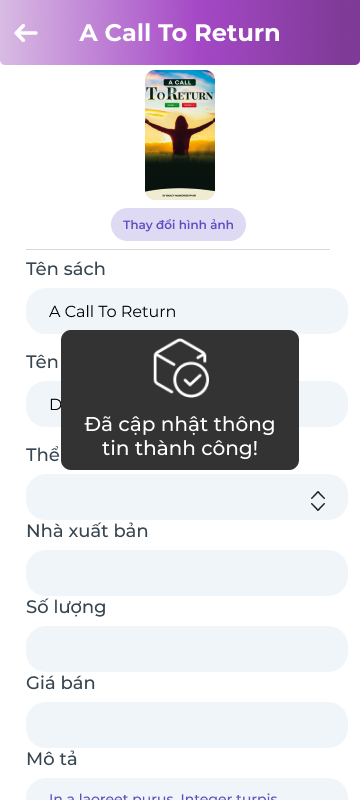 A Call To Return
A CALL
TO RETURN
Thay đổi hình ảnh
Tên sách
A Call To Return
Tên
D
Đã cập nhật thông
tin thành công!
Thể
Nhà xuất bản
Số lượng
Giá bán
Mô tả
In a laoreet purus. Integer turpis